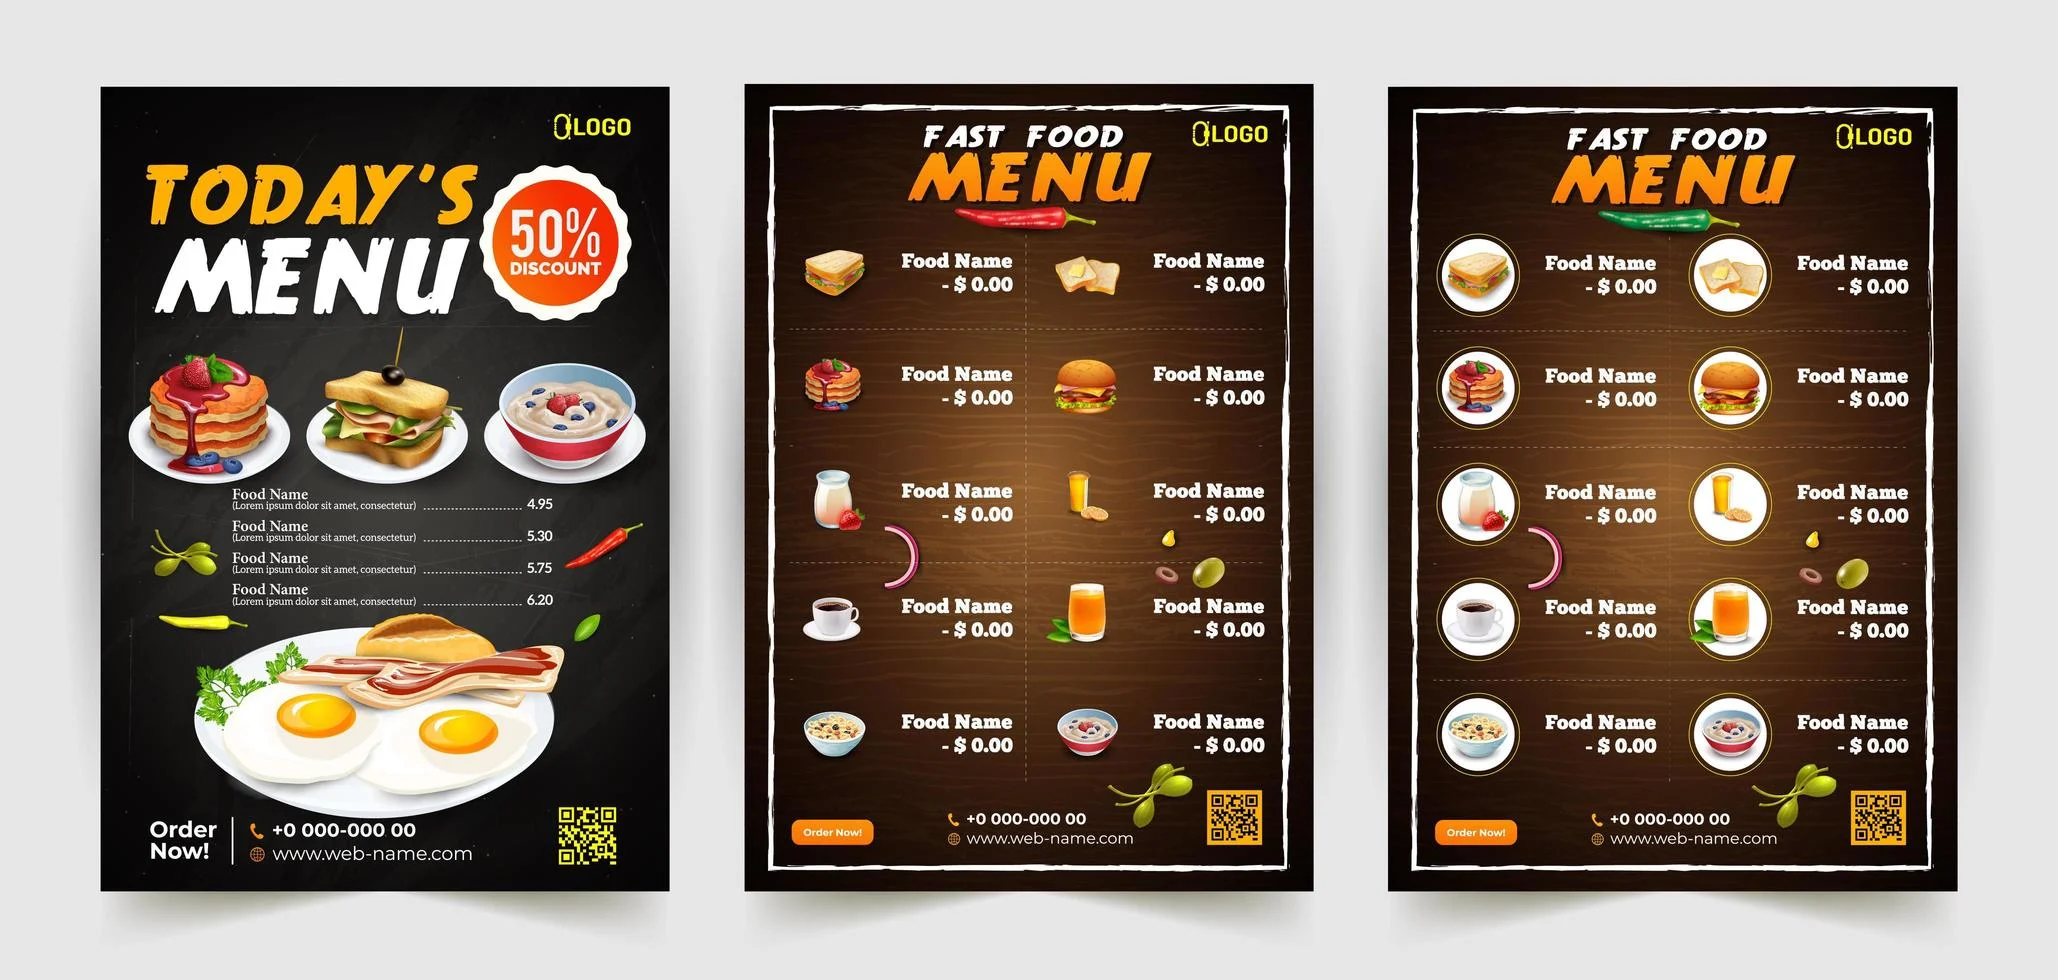 LOGO
TODAY'S
MENU
50%
DISCOUNT
Food Name
(Lorem ipsum dolor sit amet, consectetur) 4.95
Food Name
(Lorem ipsum dolor sit amet, consectetur) 5.30
Food Name
(Lorem ipsum dolor sit amet, consectetur) 5.75
Food Name
(Lorem ipsum dolor sit amet, consectetur) 6.20
Order
Now!
+0 000-000 00
www.web-name.com
LOGO
FAST FOOD
MENU
Food Name
- $ 0.00
Food Name
- $ 0.00
Food Name
- $ 0.00
Food Name
- $ 0.00
Food Name
- $ 0.00
Food Name
- $ 0.00
Food Name
- $ 0.00
Food Name
- $ 0.00
Food Name
- $ 0.00
Food Name
- $ 0.00
Order Now!
+0 000-000 00
www.web-name.com
LOGO
FAST FOOD
MENU
Food Name
- $ 0.00
Food Name
- $ 0.00
Food Name
- $ 0.00
Food Name
- $ 0.00
Food Name
- $ 0.00
Food Name
- $ 0.00
Food Name
- $ 0.00
Food Name
- $ 0.00
Food Name
- $ 0.00
Food Name
- $ 0.00
Order Now!
+0 000-000 00
www.web-name.com